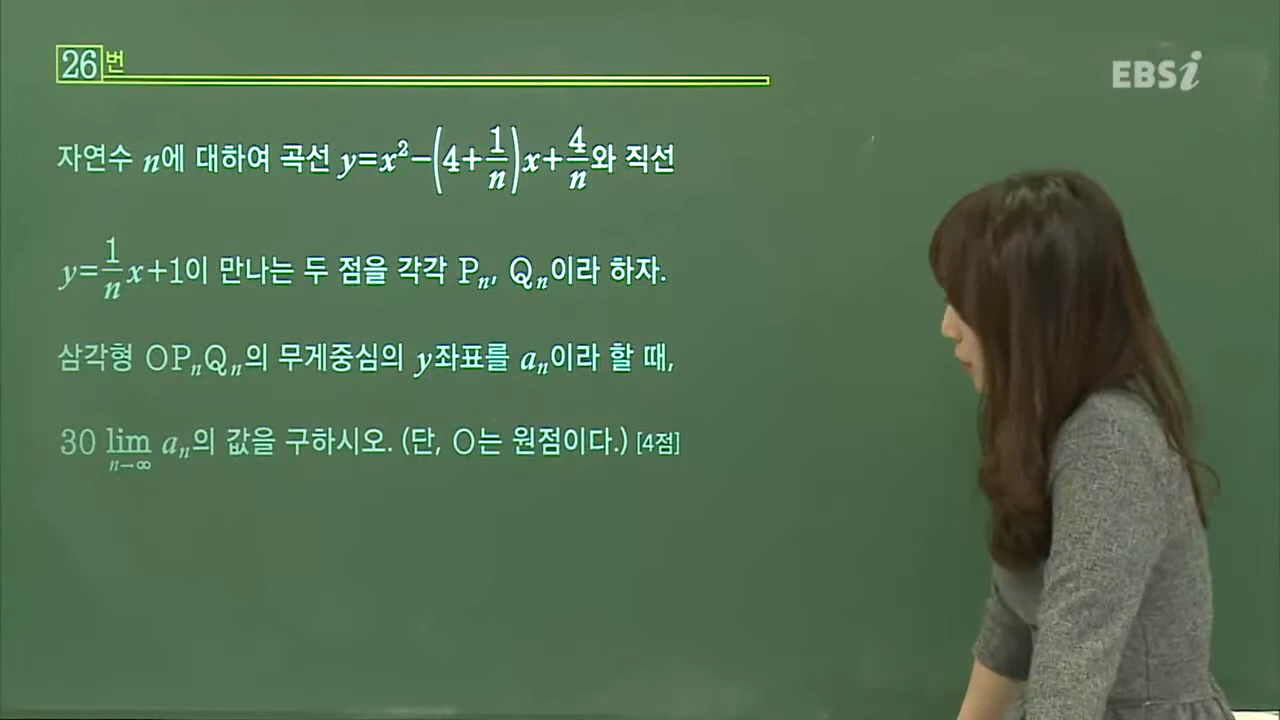 26번
EBSi
자연수 n에 대하여 곡선 y=x²-(4+1/n)x+4/n와 직선
y=1/n x+1이 만나는 두 점을 각각 Pₙ, Qₙ이라 하자.
삼각형 OPₙQₙ의 무게중심의 y좌표를 aₙ이라 할 때,
30 lim n→∞ aₙ의 값을 구하시오. (단, O는 원점이다.) [4점]